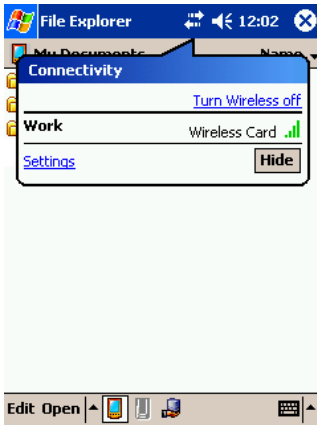 File Explorer 12:02
My Documents Name
Connectivity
Turn Wireless off
Work Wireless Card
Settings Hide
Edit Open